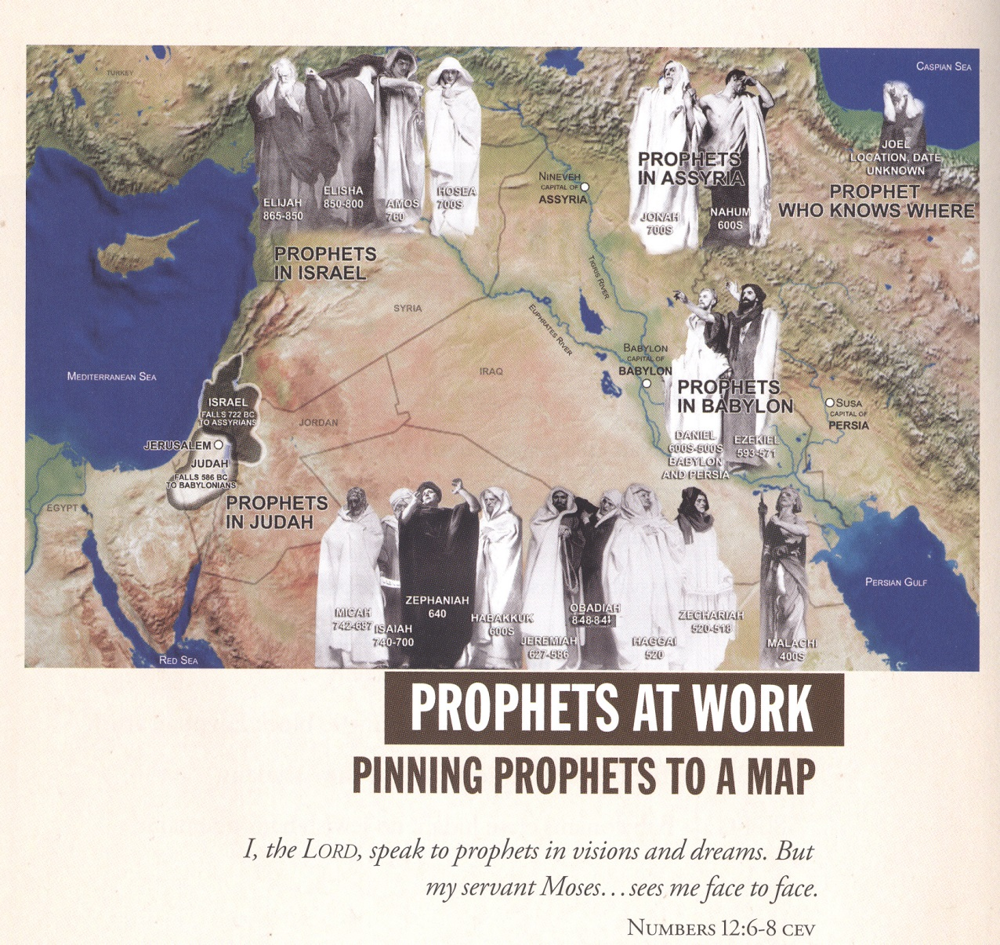 TURKEY
CASPIAN SEA
ELIJAH
865-850
ELISHA
850-800
AMOS
760
HOSEA
700S
PROPHETS
IN ISRAEL
NINEVEH
CAPITAL OF
ASSYRIA
PROPHETS
IN ASSYRIA
JONAH
700S
NAHUM
600S
JOEL
LOCATION, DATE
UNKNOWN
PROPHET
WHO KNOWS WHERE
TIGRIS RIVER
EUPHRATES RIVER
SYRIA
IRAQ
JORDAN
MEDITERRANEAN SEA
BABYLON
CAPITAL OF
BABYLON
PROPHETS
IN BABYLON
DANIEL
600S-500S
BABYLON
AND PERSIA
EZEKIEL
593-571
SUSA
CAPITAL OF
PERSIA
ISRAEL
FALLS 722 BC
TO ASSYRIANS
JERUSALEM
JUDAH
FALLS 586 BC
TO BABYLONIANS
EGYPT
PROPHETS
IN JUDAH
MICAH
742-687
ISAIAH
740-700
ZEPHANIAH
640
HABAKKUK
600S
JEREMIAH
627-586
OBADIAH
848-841
HAGGAI
520
ZECHARIAH
520-518
MALACHI
400S
PERSIAN GULF
RED SEA
PROPHETS AT WORK
PINNING PROPHETS TO A MAP
I, the LORD, speak to prophets in visions and dreams. But
my servant Moses…sees me face to face.
NUMBERS 12:6-8 CEV